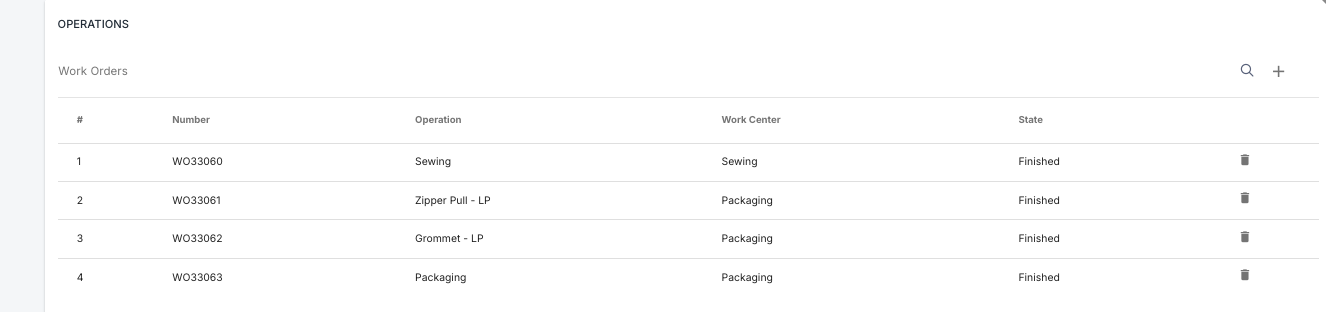 OPERATIONS
Work Orders
# Number Operation Work Center State
1 WO33060 Sewing Sewing Finished
2 WO33061 Zipper Pull - LP Packaging Finished
3 WO33062 Grommet - LP Packaging Finished
4 WO33063 Packaging Packaging Finished